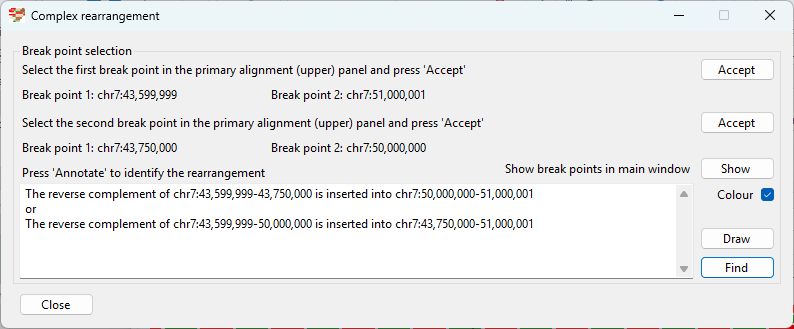 Complex rearrangement
Break point selection
Select the first break point in the primary alignment (upper) panel and press 'Accept'
Accept
Break point 1: chr7:43,599,999 Break point 2: chr7:51,000,001
Select the second break point in the primary alignment (upper) panel and press 'Accept'
Accept
Break point 1: chr7:43,750,000 Break point 2: chr7:50,000,000
Press 'Annotate' to identify the rearrangement
Show break points in main window
Show
The reverse complement of chr7:43,599,999-43,750,000 is inserted into chr7:50,000,000-51,000,001
or
The reverse complement of chr7:43,599,999-50,000,000 is inserted into chr7:43,750,000-51,000,001
Colour
Draw
Find
Close